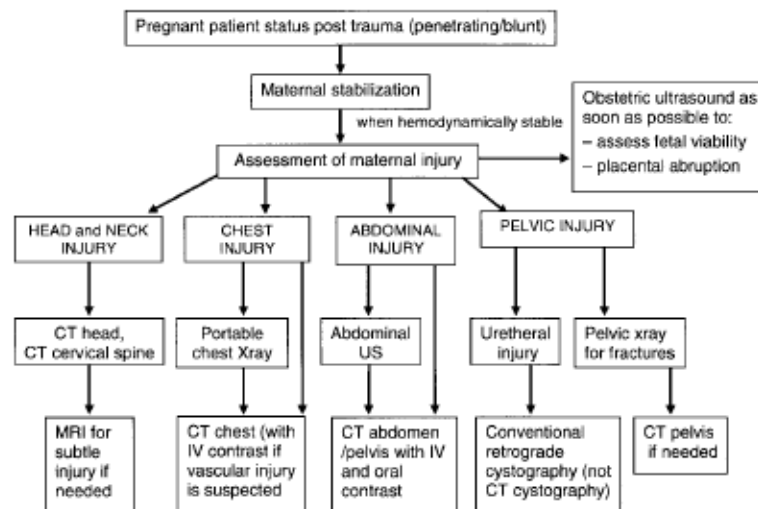 Pregnant patient status post trauma (penetrating/blunt)
Maternal stabilization
when hemodynamically stable
Obstetric ultrasound as
soon as possible to:
– assess fetal viability
– placental abruption
Assessment of maternal injury
HEAD and NECK
INJURY
CHEST
INJURY
ABDOMINAL
INJURY
PELVIC INJURY
CT head,
CT cervical spine
Portable
chest Xray
Abdominal
US
Uretheral
injury
Pelvic xray
for fractures
MRI for
subtle
injury if
needed
CT chest (with
IV contrast if
vascular injury
is suspected
CT abdomen
/pelvis with IV
and oral
contrast
Conventional
retrograde
cystography (not
CT cystography)
CT pelvis
if needed